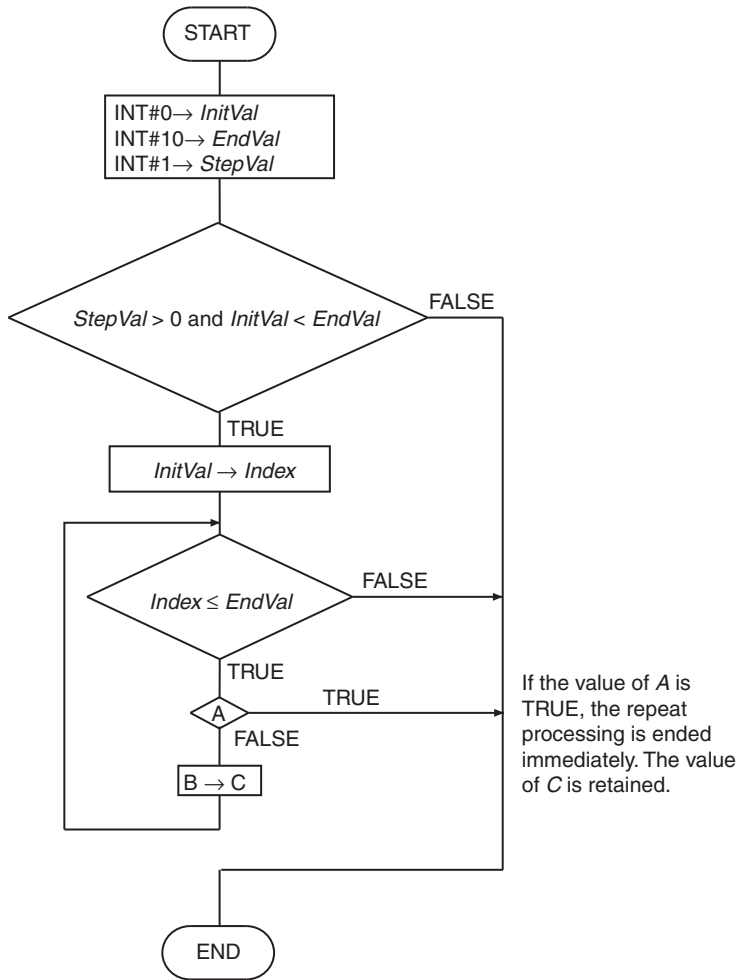 START
INT#0→ InitVal
INT#10→ EndVal
INT#1→ StepVal
StepVal > 0 and InitVal < EndVal
FALSE
TRUE
InitVal → Index
Index ≤ EndVal
FALSE
TRUE
A
TRUE
FALSE
B → C
If the value of A is
TRUE, the repeat
processing is ended
immediately. The value
of C is retained.
END